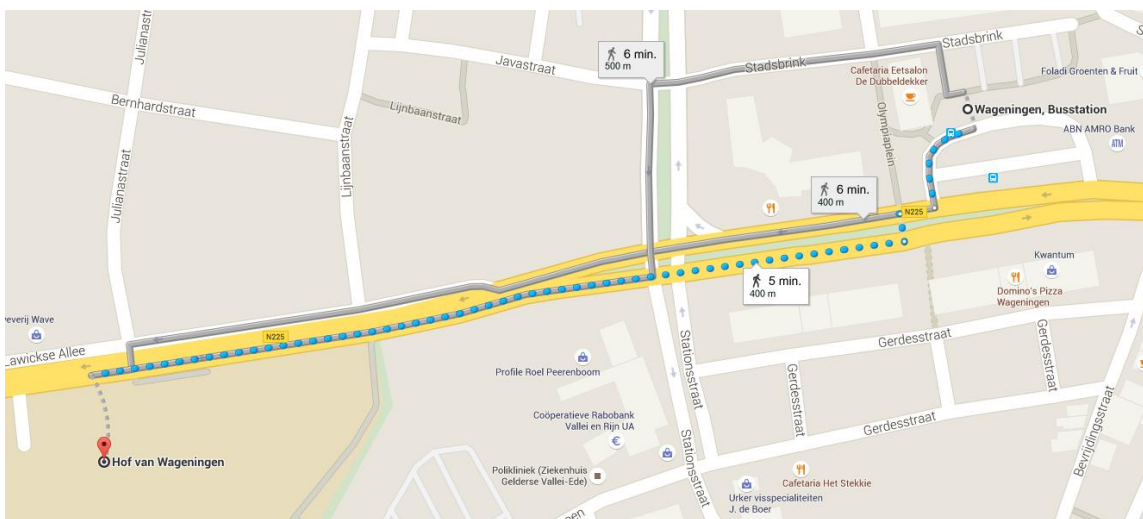 Julianastraat
Javastraat
6 min.
500 m
Stadsbrink
Stadsbrink
Cafetaria Eetsalon
De Dubbeldekker
Foladi Groenten & Fruit
Bernhardstraat
Lijnbaanstraat
Lijnbaanstraat
Julianastraat
Olympiaplein
Wageningen, Busstation
ABN AMRO Bank
ATM
6 min.
400 m
N225
5 min.
400 m
Kwantum
Domino's Pizza
Wageningen
everij Wave
Lawickse Allee
N225
Stationsstraat
Gerdesstraat
Gerdesstraat
Gerdesstraat
Gerdesstraat
Profile Roel Peerenboom
Coöperatieve Rabobank
Vallei en Rijn UA
Stationsstraat
Bevrijdingsstraat
Hof van Wageningen
Polikliniek (Ziekenhuis
Gelderse Vallei-Ede)
Cafetaria Het Stekkie
Urker visspecialiteiten
J. de Boer